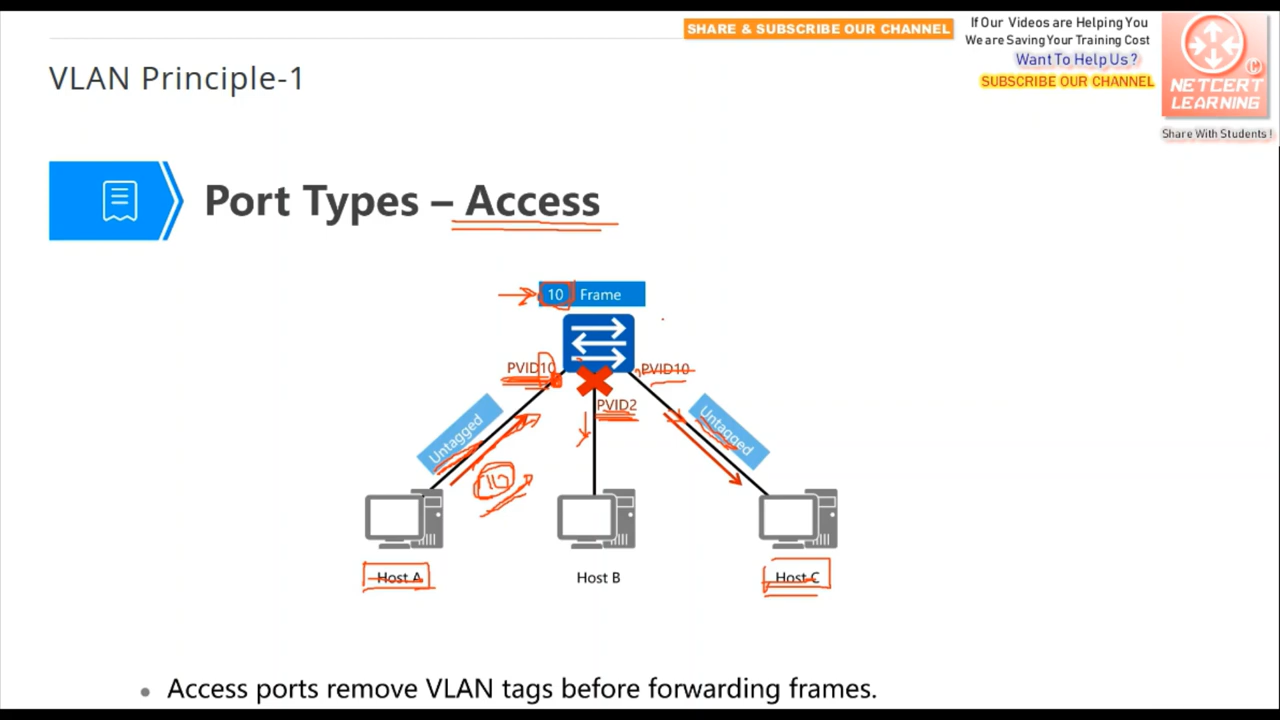 SHARE & SUBSCRIBE OUR CHANNEL
If Our Videos are Helping You
We are Saving Your Training Cost
Want To Help Us ?
SUBSCRIBE OUR CHANNEL
©
NETCERT
LEARNING
Share With Students !
VLAN Principle-1
Port Types – Access
10 Frame
PVID10
PVID10
PVID2
Untagged
Untagged
10
Host A
Host B
Host C
• Access ports remove VLAN tags before forwarding frames.